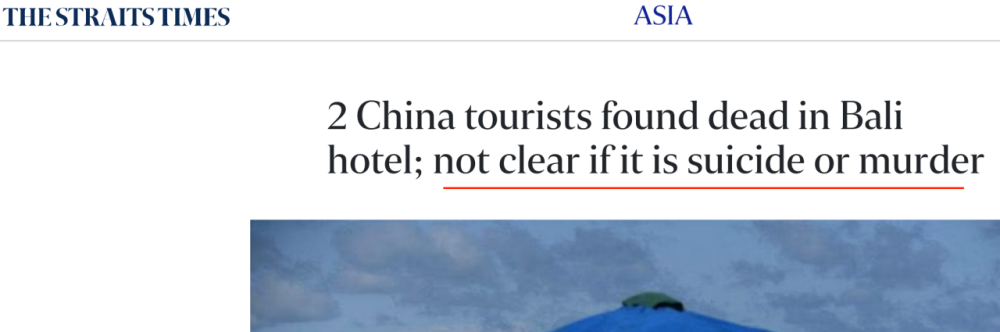 THE STRAITS TIMES
ASIA
2 China tourists found dead in Bali
hotel; not clear if it is suicide or murder